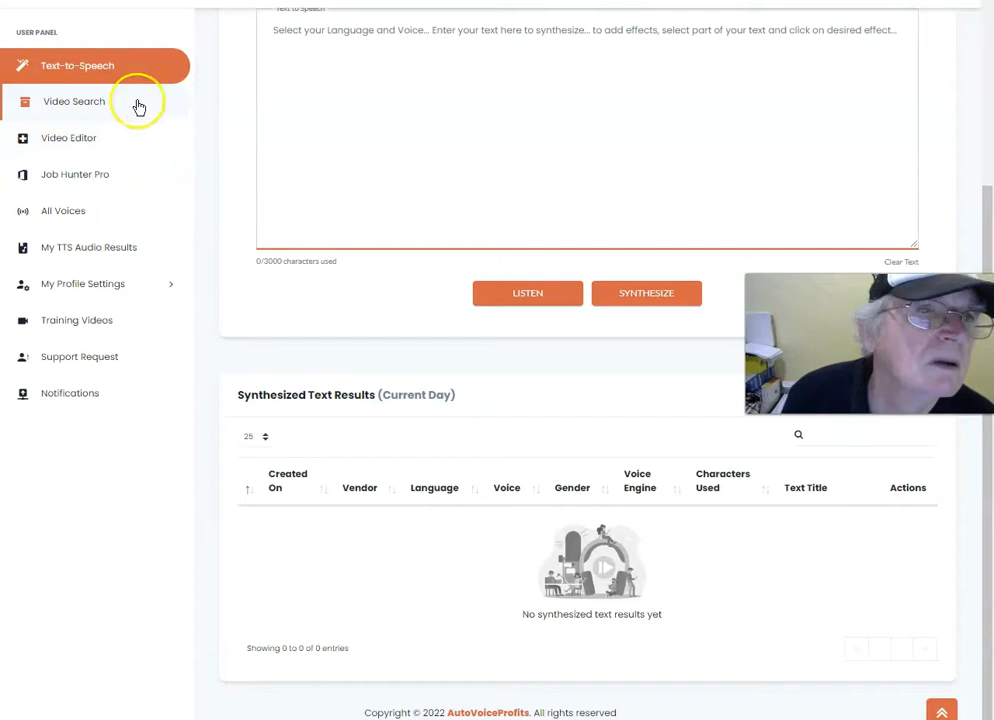 USER PANEL
Text to Speech
Text-to-Speech
Select your Language and Voice... Enter your text here to synthesize... to add effects, select part of your text and click on desired effect...
Video Search
Video Editor
Job Hunter Pro
All Voices
My TTS Audio Results
0/3000 characters used
Clear Text
My Profile Settings
LISTEN
SYNTHESIZE
Training Videos
Support Request
Notifications
Synthesized Text Results (Current Day)
25
Created On
Vendor
Language
Voice
Gender
Voice Engine
Characters Used
Text Title
Actions
No synthesized text results yet
Showing 0 to 0 of 0 entries
Copyright © 2022 AutoVoiceProfits. All rights reserved